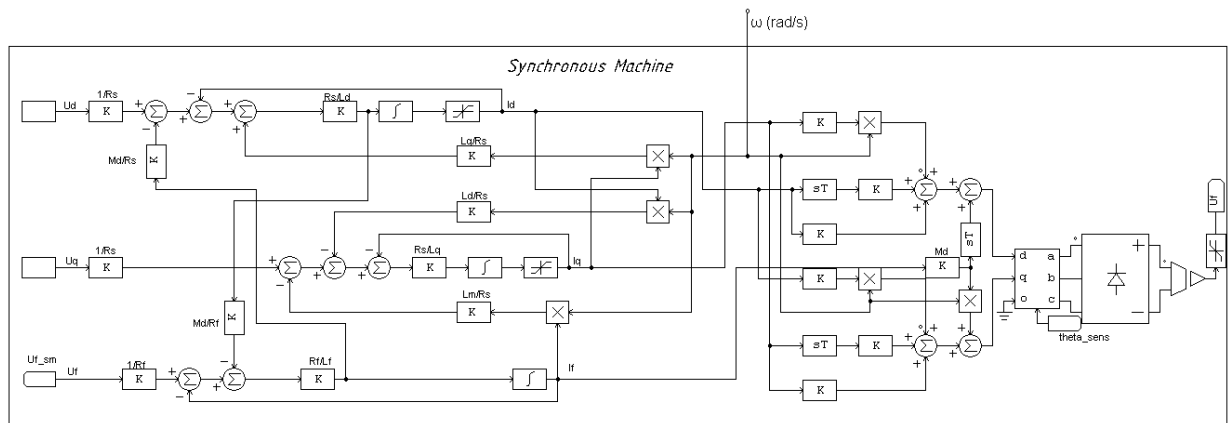 ω (rad/s)
Synchronous Machine
Ud
1/Rs
K
Rs/Ld
K
Id
Md/Rs
K
Lq/Rs
K
K
sT
K
K
Ld/Rs
K
Uq
1/Rs
K
Rs/Lq
K
Iq
Lm/Rs
K
K
Md
K
sT
Md/Rf
K
sT
K
K
Uf_sm
Uf
1/Rf
K
Rf/Lf
K
If
d
q
o
a
b
c
+
−
theta_sens
Uf